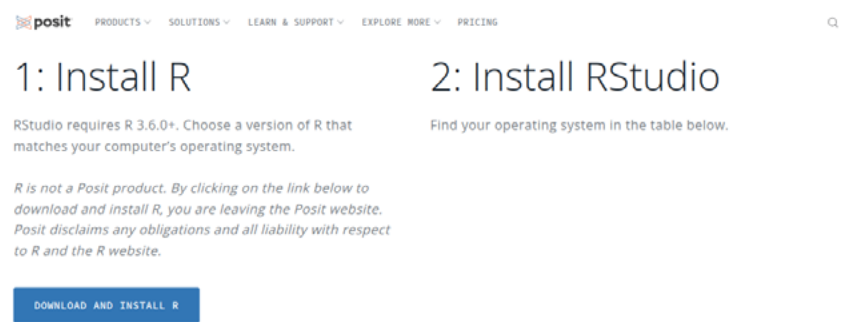 posit PRODUCTS SOLUTIONS LEARN & SUPPORT EXPLORE MORE PRICING
1: Install R
RStudio requires R 3.6.0+. Choose a version of R that
matches your computer's operating system.
R is not a Posit product. By clicking on the link below to
download and install R, you are leaving the Posit website.
Posit disclaims any obligations and all liability with respect
to R and the R website.
DOWNLOAD AND INSTALL R
2: Install RStudio
Find your operating system in the table below.